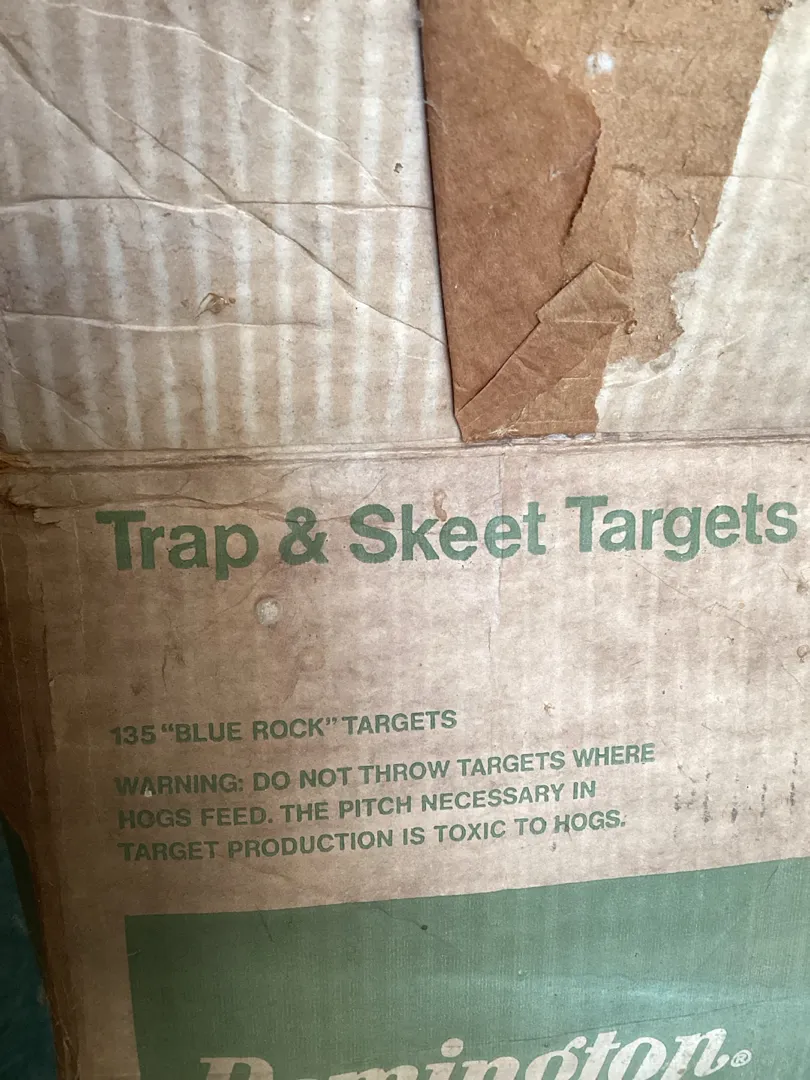 Trap & Skeet Targets
135 “BLUE ROCK” TARGETS
WARNING: DO NOT THROW TARGETS WHERE
HOGS FEED. THE PITCH NECESSARY IN
TARGET PRODUCTION IS TOXIC TO HOGS.
Remington®